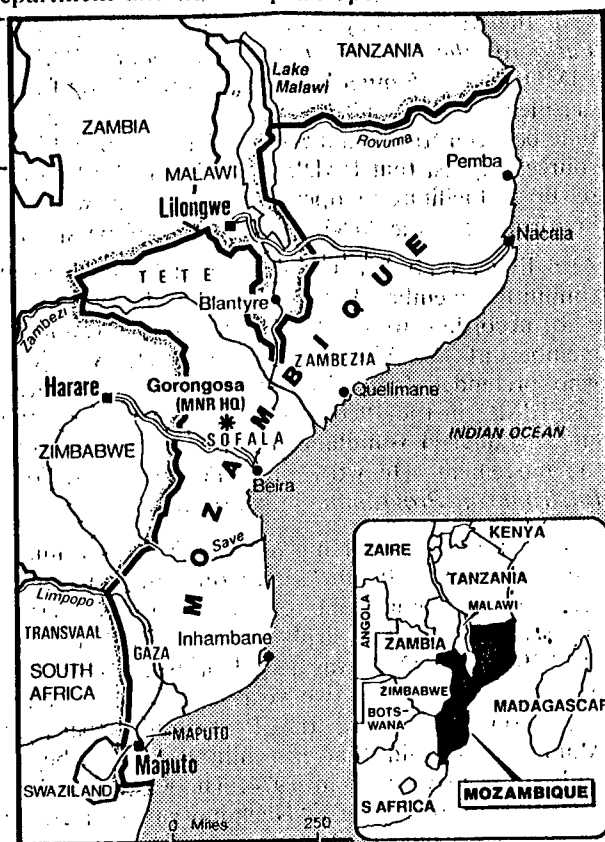 TANZANIA
Lake
Malawi
ZAMBIA
Rovuma
MALAWI
Pemba
Lilongwe
Nacala
TETE
Blantyre
Zambezi
ZAMBEZIA
MOZAMBIQUE
Harare
Gorongosa
(MNR HQ)
Quelimane
SOFALA
INDIAN OCEAN
ZIMBABWE
Beira
Save
Limpopo
TRANSVAAL
GAZA
Inhambane
SOUTH
AFRICA
MAPUTO
Maputo
SWAZILAND
0 Miles 250
KENYA
ZAIRE
TANZANIA
MALAWI
ANGOLA
ZAMBIA
ZIMBABWE
MADAGASCAR
BOTS-
WANA
S AFRICA
MOZAMBIQUE